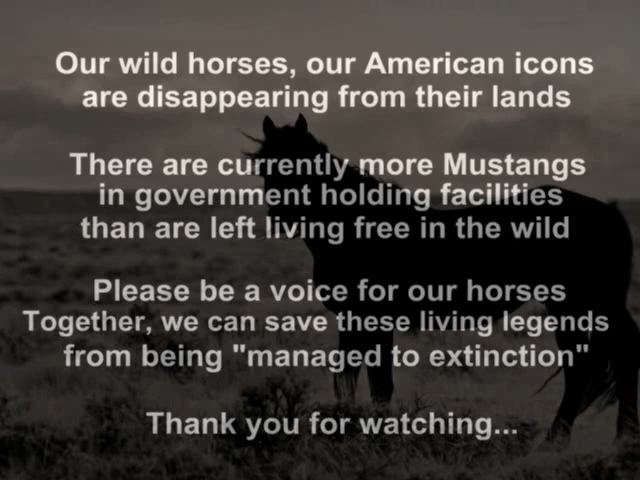 Our wild horses, our American icons
are disappearing from their lands
There are currently more Mustangs
in government holding facilities
than are left living free in the wild
Please be a voice for our horses
Together, we can save these living legends
from being "managed to extinction"
Thank you for watching...